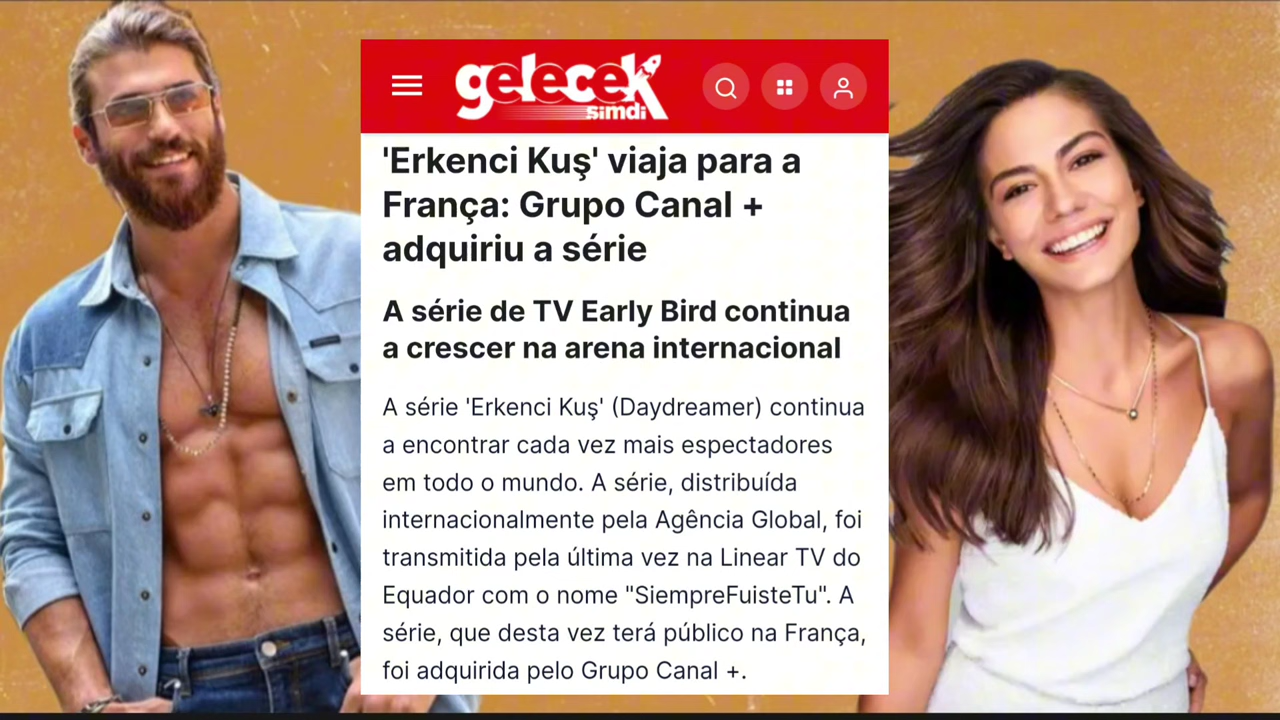 gelecek
simdi
'Erkenci Kuş' viaja para a
França: Grupo Canal +
adquiriu a série
A série de TV Early Bird continua
a crescer na arena internacional
A série 'Erkenci Kuş' (Daydreamer) continua
a encontrar cada vez mais espectadores
em todo o mundo. A série, distribuída
internacionalmente pela Agência Global, foi
transmitida pela última vez na Linear TV do
Equador com o nome "SiempreFuisteTu". A
série, que desta vez terá público na França,
foi adquirida pelo Grupo Canal +.